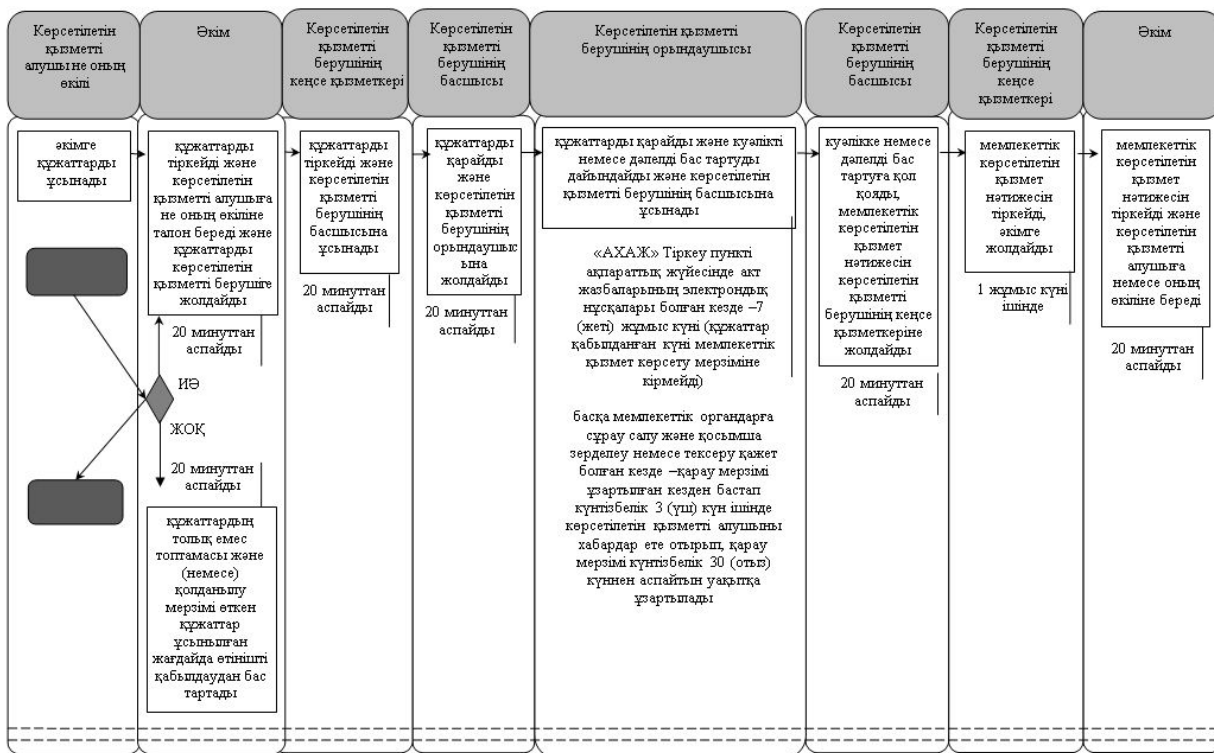 Көрсетілетін
қызметті
алушы не оның
өкілі
Әкім
Көрсетілетін
қызметті
берушінің
кеңсе қызметкері
Көрсетілетін
қызметті
берушінің
басшысы
Көрсетілетін қызметті
берушінің орындаушысы
Көрсетілетін
қызметті
берушінің
басшысы
Көрсетілетін
қызметті
берушінің
кеңсе
қызметкері
Әкім
әкімге
құжаттарды
ұсынады
құжаттарды
тіркейді және
көрсетілетін
қызметті алушыға
не оның өкіліне
талон береді және
құжаттарды
көрсетілетін
қызметті берушіге
жолдайды
20 минуттан
аспайды
ИӘ
ЖОҚ
20 минуттан
аспайды
құжаттардың
толық емес
топтамасы және
(немесе)
қолданылу
мерзімі өткен
құжаттар
ұсынылған
жағдайда өтінішті
қабылдаудан бас
тартады
құжаттарды
тіркейді және
көрсетілетін
қызметті
берушінің
басшысына
ұсынады
20 минуттан
аспайды
құжаттарды
қарайды
және
көрсетілетін
қызметті
берушінің
орындаушыс
ына
жолдайды
20 минуттан
аспайды
құжаттарды қарайды және куәлікті
немесе дәлелді бас тартуды
дайындайды және көрсетілетін
қызметті берушінің басшысына
ұсынады
«АХАЖ» Тіркеу пункті
ақпараттық жүйесінде акт
жазбаларының электрондық
нұсқалары болған кезде –7
(жеті) жұмыс күні (құжаттар
қабылданған күні мемлекеттік
қызмет көрсету мерзіміне
кірмейді)
басқа мемлекеттік органдарға
сұрау салу және қосымша
зерделеу немесе тексеру қажет
болған кезде –қарау мерзімі
ұзартылған кезден бастап
күнтізбелік 3 (үш) күн ішінде
көрсетілетін қызметті алушыны
хабардар ете отырып, қарау
мерзімі күнтізбелік 30 (отыз)
күннен аспайтын уақытқа
ұзартылады
куәлікке немесе
дәлелді бас
тартуға қол
қояды,
мемлекеттік
көрсетілетін
қызмет
нәтижесін
көрсетілетін
қызметті
берушінің кеңсе
қызметкеріне
жолдайды
20 минуттан
аспайды
мемлекеттік
көрсетілетін
қызмет
нәтижесін
тіркейді,
әкімге
жолдайды
1 жұмыс күні
ішінде
мемлекеттік
көрсетілетін
қызмет
нәтижесін
тіркейді және
көрсетілетін
қызметті
алушыға
немесе оның
өкіліне береді
20 минуттан
аспайды